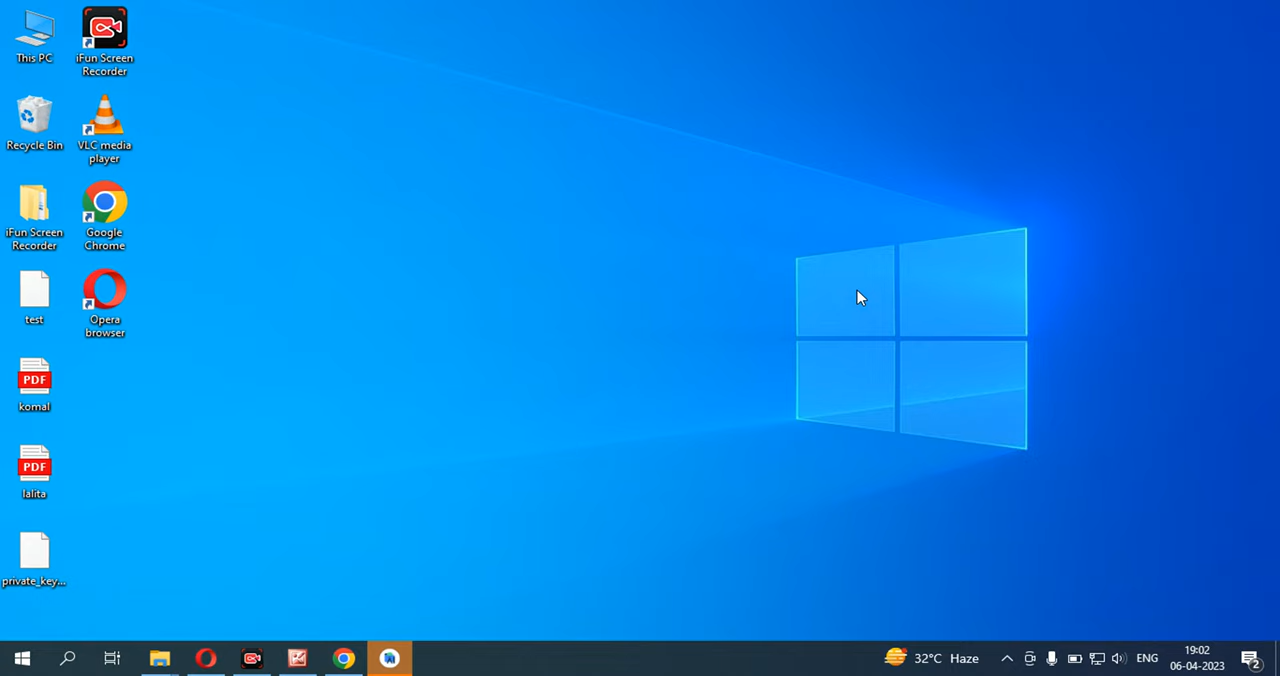 This PC
iFun Screen
Recorder
Recycle Bin
VLC media
player
iFun Screen
Recorder
Google
Chrome
test
Opera
browser
PDF
komal
PDF
lalita
private_key...
32°C Haze
ENG
19:02
06-04-2023
2